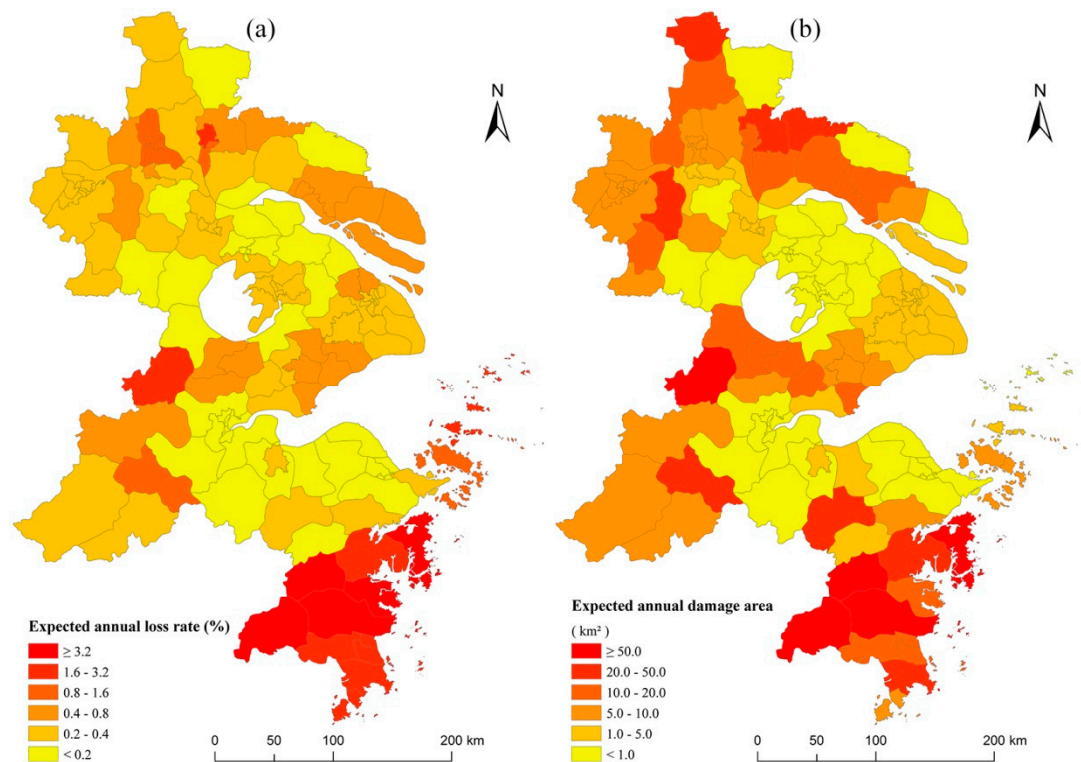 (a)
N
Expected annual loss rate (%)
≥ 3.2
1.6 - 3.2
0.8 - 1.6
0.4 - 0.8
0.2 - 0.4
< 0.2
0 50 100 200 km
(b)
N
Expected annual damage area
( km² )
≥ 50.0
20.0 - 50.0
10.0 - 20.0
5.0 - 10.0
1.0 - 5.0
< 1.0
0 50 100 200 km